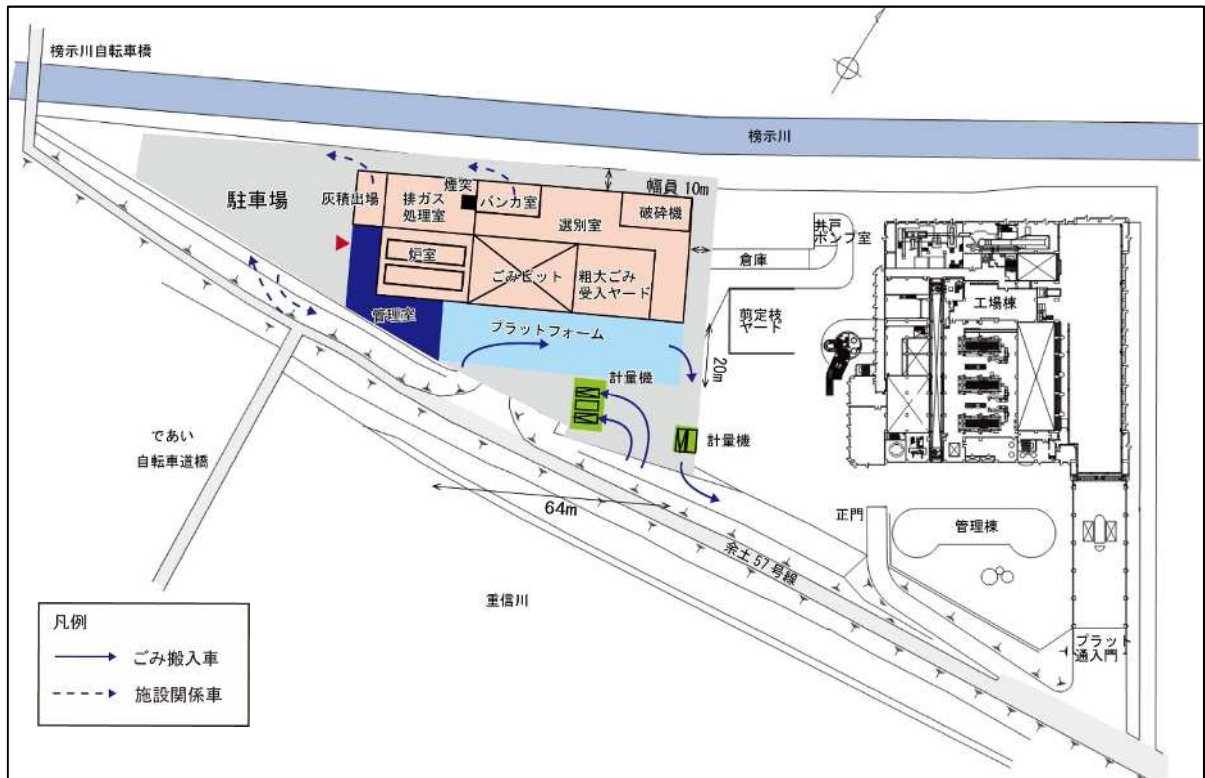 榜示川自転車橋
榜示川
駐車場
灰積出場
排ガス
処理室
煙突
バンカ室
選別室
幅員 10m
破砕機
炉室
ごみピット
粗大ごみ
受入ヤード
管理室
プラットフォーム
20m
計量機
計量機
井戸
ポンプ室
倉庫
剪定枝
ヤード
工場棟
であい
自転車道橋
64m
正門
管理棟
余土57号線
重信川
プラット
通入門
凡例
ごみ搬入車
施設関係車